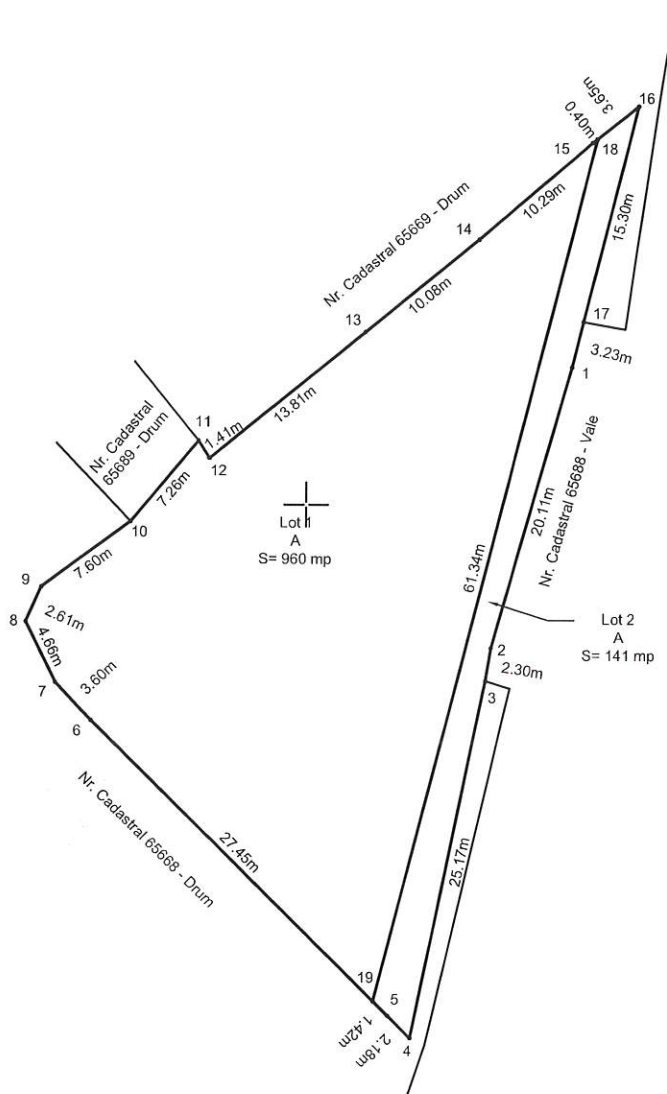 3.65m
16
0.40m
15
18
10.29m
15.30m
Nr. Cadastral 65669 - Drum
14
10.08m
13
17
3.23m
1
13.81m
11
1.41m
12
Nr. Cadastral
65689 - Drum
7.26m
10
Nr. Cadastral 65688 - Vale
20.11m
Lot 1
A
S= 960 mp
7.60m
9
8
2.61m
4.66m
61.34m
Lot 2
A
S= 141 mp
2
2.30m
3
7
3.60m
6
Nr. Cadastral 65668 - Drum
27.45m
25.17m
19
5
1.42m
2.18m
4